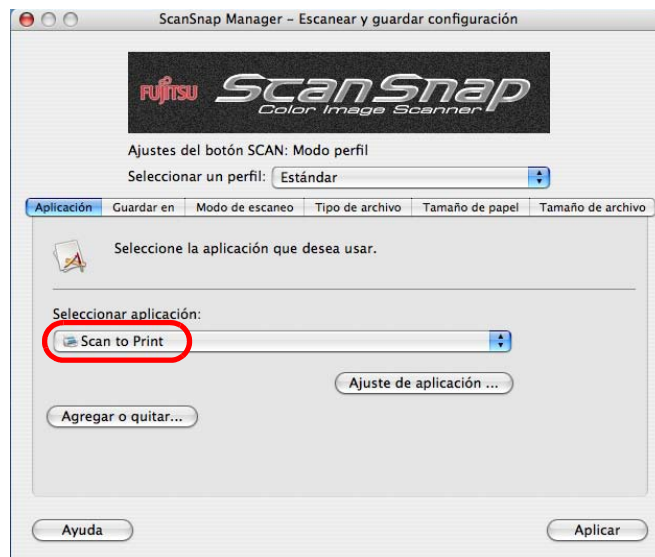 ScanSnap Manager – Escanear y guardar configuración
FUJITSU ScanSnap
Color Image Scanner
Ajustes del botón SCAN: Modo perfil
Seleccionar un perfil: Estándar
Aplicación Guardar en Modo de escaneo Tipo de archivo Tamaño de papel Tamaño de archivo
Seleccione la aplicación que desea usar.
Seleccionar aplicación:
Scan to Print
Ajuste de aplicación ...
Agregar o quitar...
Ayuda Aplicar